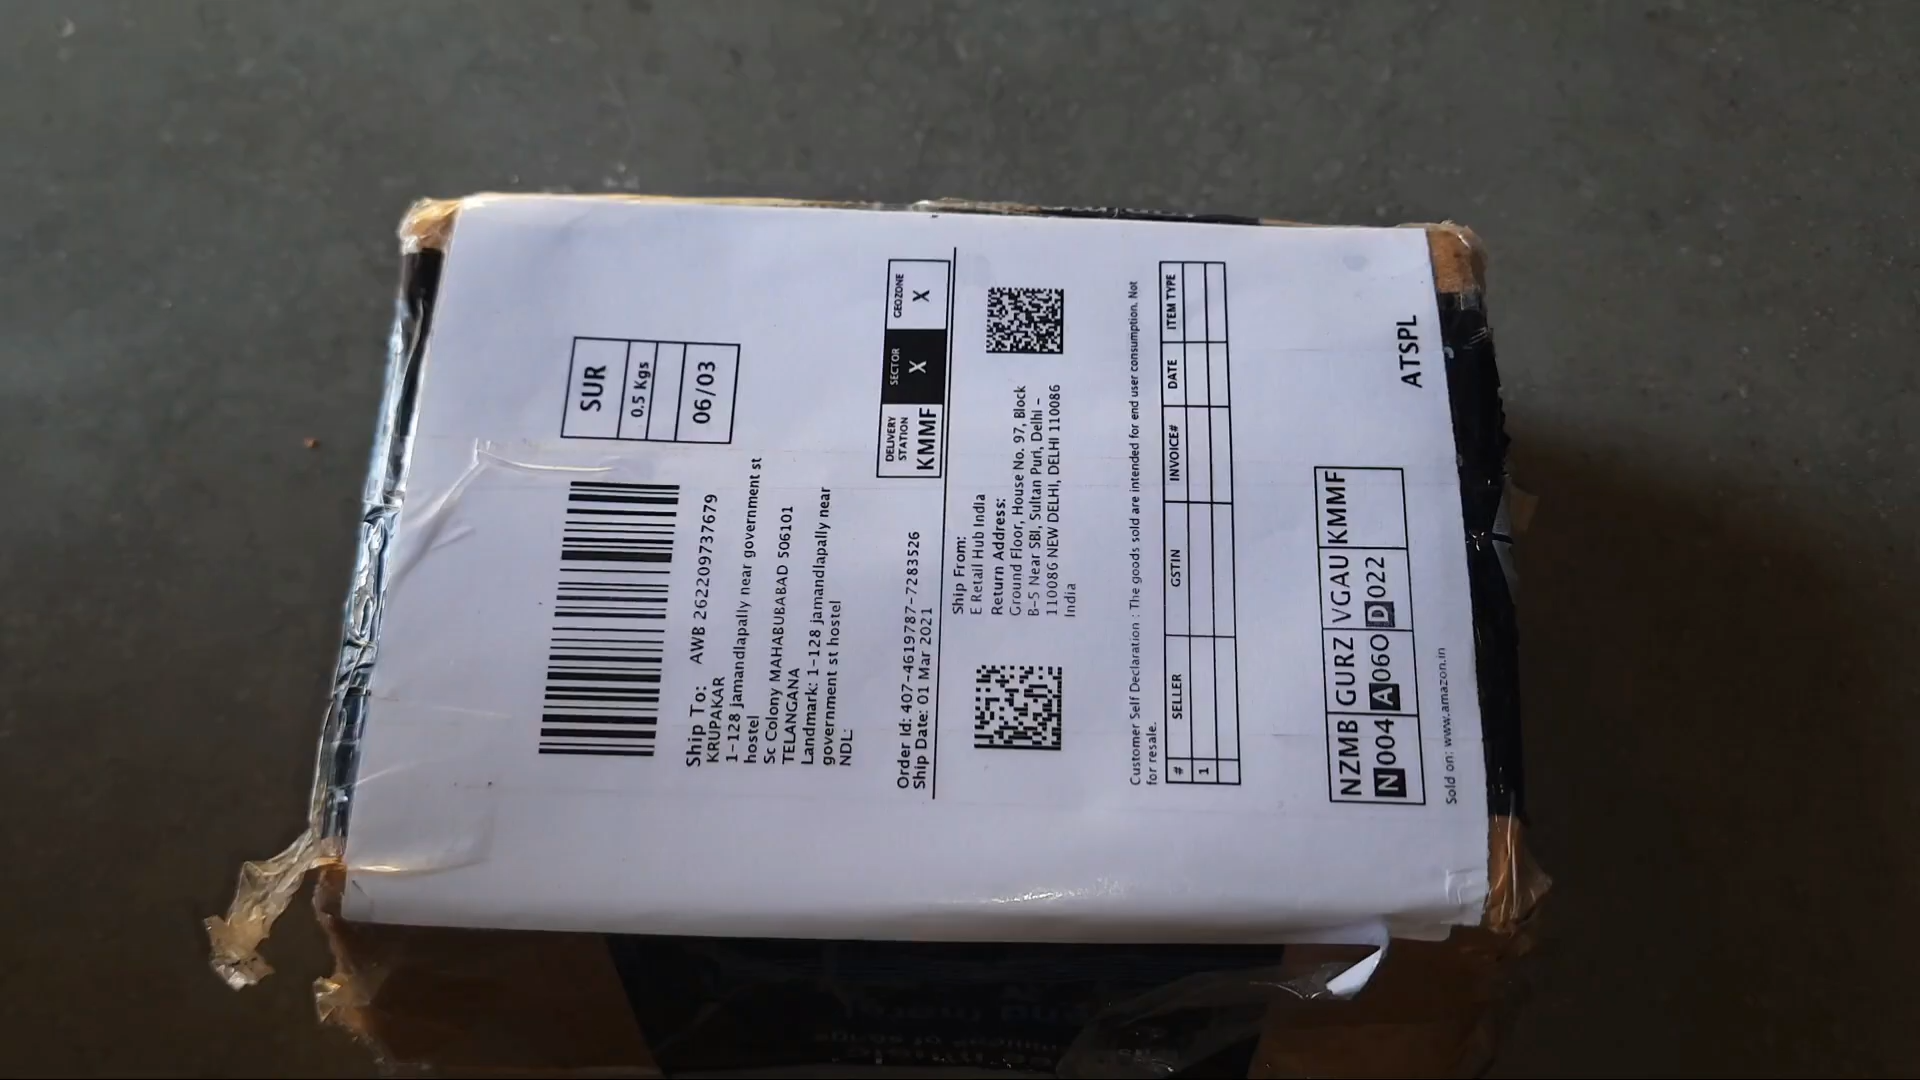 SUR
0.5 Kgs
06/03
Ship To: AWB 262209737679
KRUPAKAR
1-128 jamandlapally near government st
hostel
Sc Colony MAHABUBABAD 506101
TELANGANA
Landmark: 1-128 jamandlapally near
government st hostel
NDL:
DELIVERY STATION
KMMF
SECTOR
X
GEOZONE
X
Order Id: 407-4619787-7283526
Ship Date: 01 Mar 2021
Ship From:
E Retail Hub India
Return Address:
Ground Floor, House No. 97, Block
B-5 Near SBI, Sultan Puri, Delhi -
110086 NEW DELHI, DELHI 110086
India
Customer Self Declaration : The goods sold are intended for end user consumption. Not
for resale.
# SELLER GSTIN INVOICE# DATE ITEM TYPE
1
NZMB GURZ VGAU KMMF
N004 A060 D022
ATSPL
Sold on: www.amazon.in